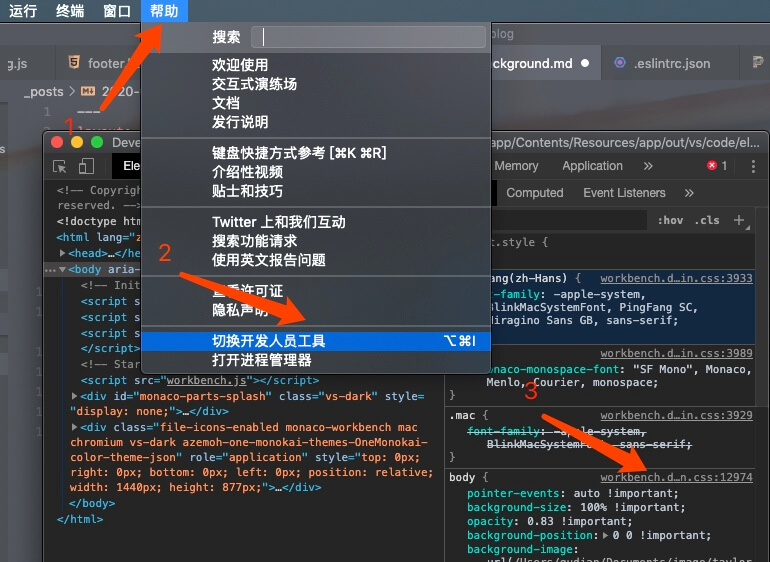 运行 终端 窗口 帮助
搜索
blog
g.js
footer.
ckground.md
.eslintrc.json
_posts > 2020-
1
欢迎使用
交互式演练场
文档
发行说明
键盘快捷方式参考 [⌘K ⌘R]
介绍性视频
贴士和技巧
Twitter 上和我们互动
搜索功能请求
使用英文报告问题
2
查看许可证
隐私声明
切换开发人员工具 ⌥⌘I
打开进程管理器
Deve
app/Contents/Resources/app/out/vs/code/el…
Ele
Memory Application » 1
<!-- Copyrig
reserved. --
<!doctype htm
<html lang="z
<head>…</he
<body aria-
<!-- Init
<script s
<script s
<script s
</script>
<!-- Star
<script src="workbench.js"></script>
<div id="monaco-parts-splash" class="vs-dark" style=
"display: none;">…</div>
<div class="file-icons-enabled monaco-workbench mac
chromium vs-dark azemoh-one-monokai-themes-OneMonokai-
color-theme-json" role="application" style="top: 0px;
right: 0px; bottom: 0px; left: 0px; position: relative;
width: 1440px; height: 877px;">…</div>
</body>
</html>
Computed Event Listeners »
:hov .cls +
t.style {
ang(zh-Hans) { workbench.d…in.css:3933
-family: -apple-system,
BlinkMacSystemFont, PingFang SC,
Hiragino Sans GB, sans-serif;
workbench.d…in.css:3989
monaco-monospace-font: "SF Mono", Monaco,
Menlo, Courier, monospace;
}
3
.mac { workbench.d…in.css:3929
font-family: -apple-system,
BlinkMacSystemFont, sans-serif;
}
body { workbench.d…n.css:12974
pointer-events: auto !important;
background-size: 100% !important;
opacity: 0.83 !important;
background-position: 0 0 !important;
background-image: